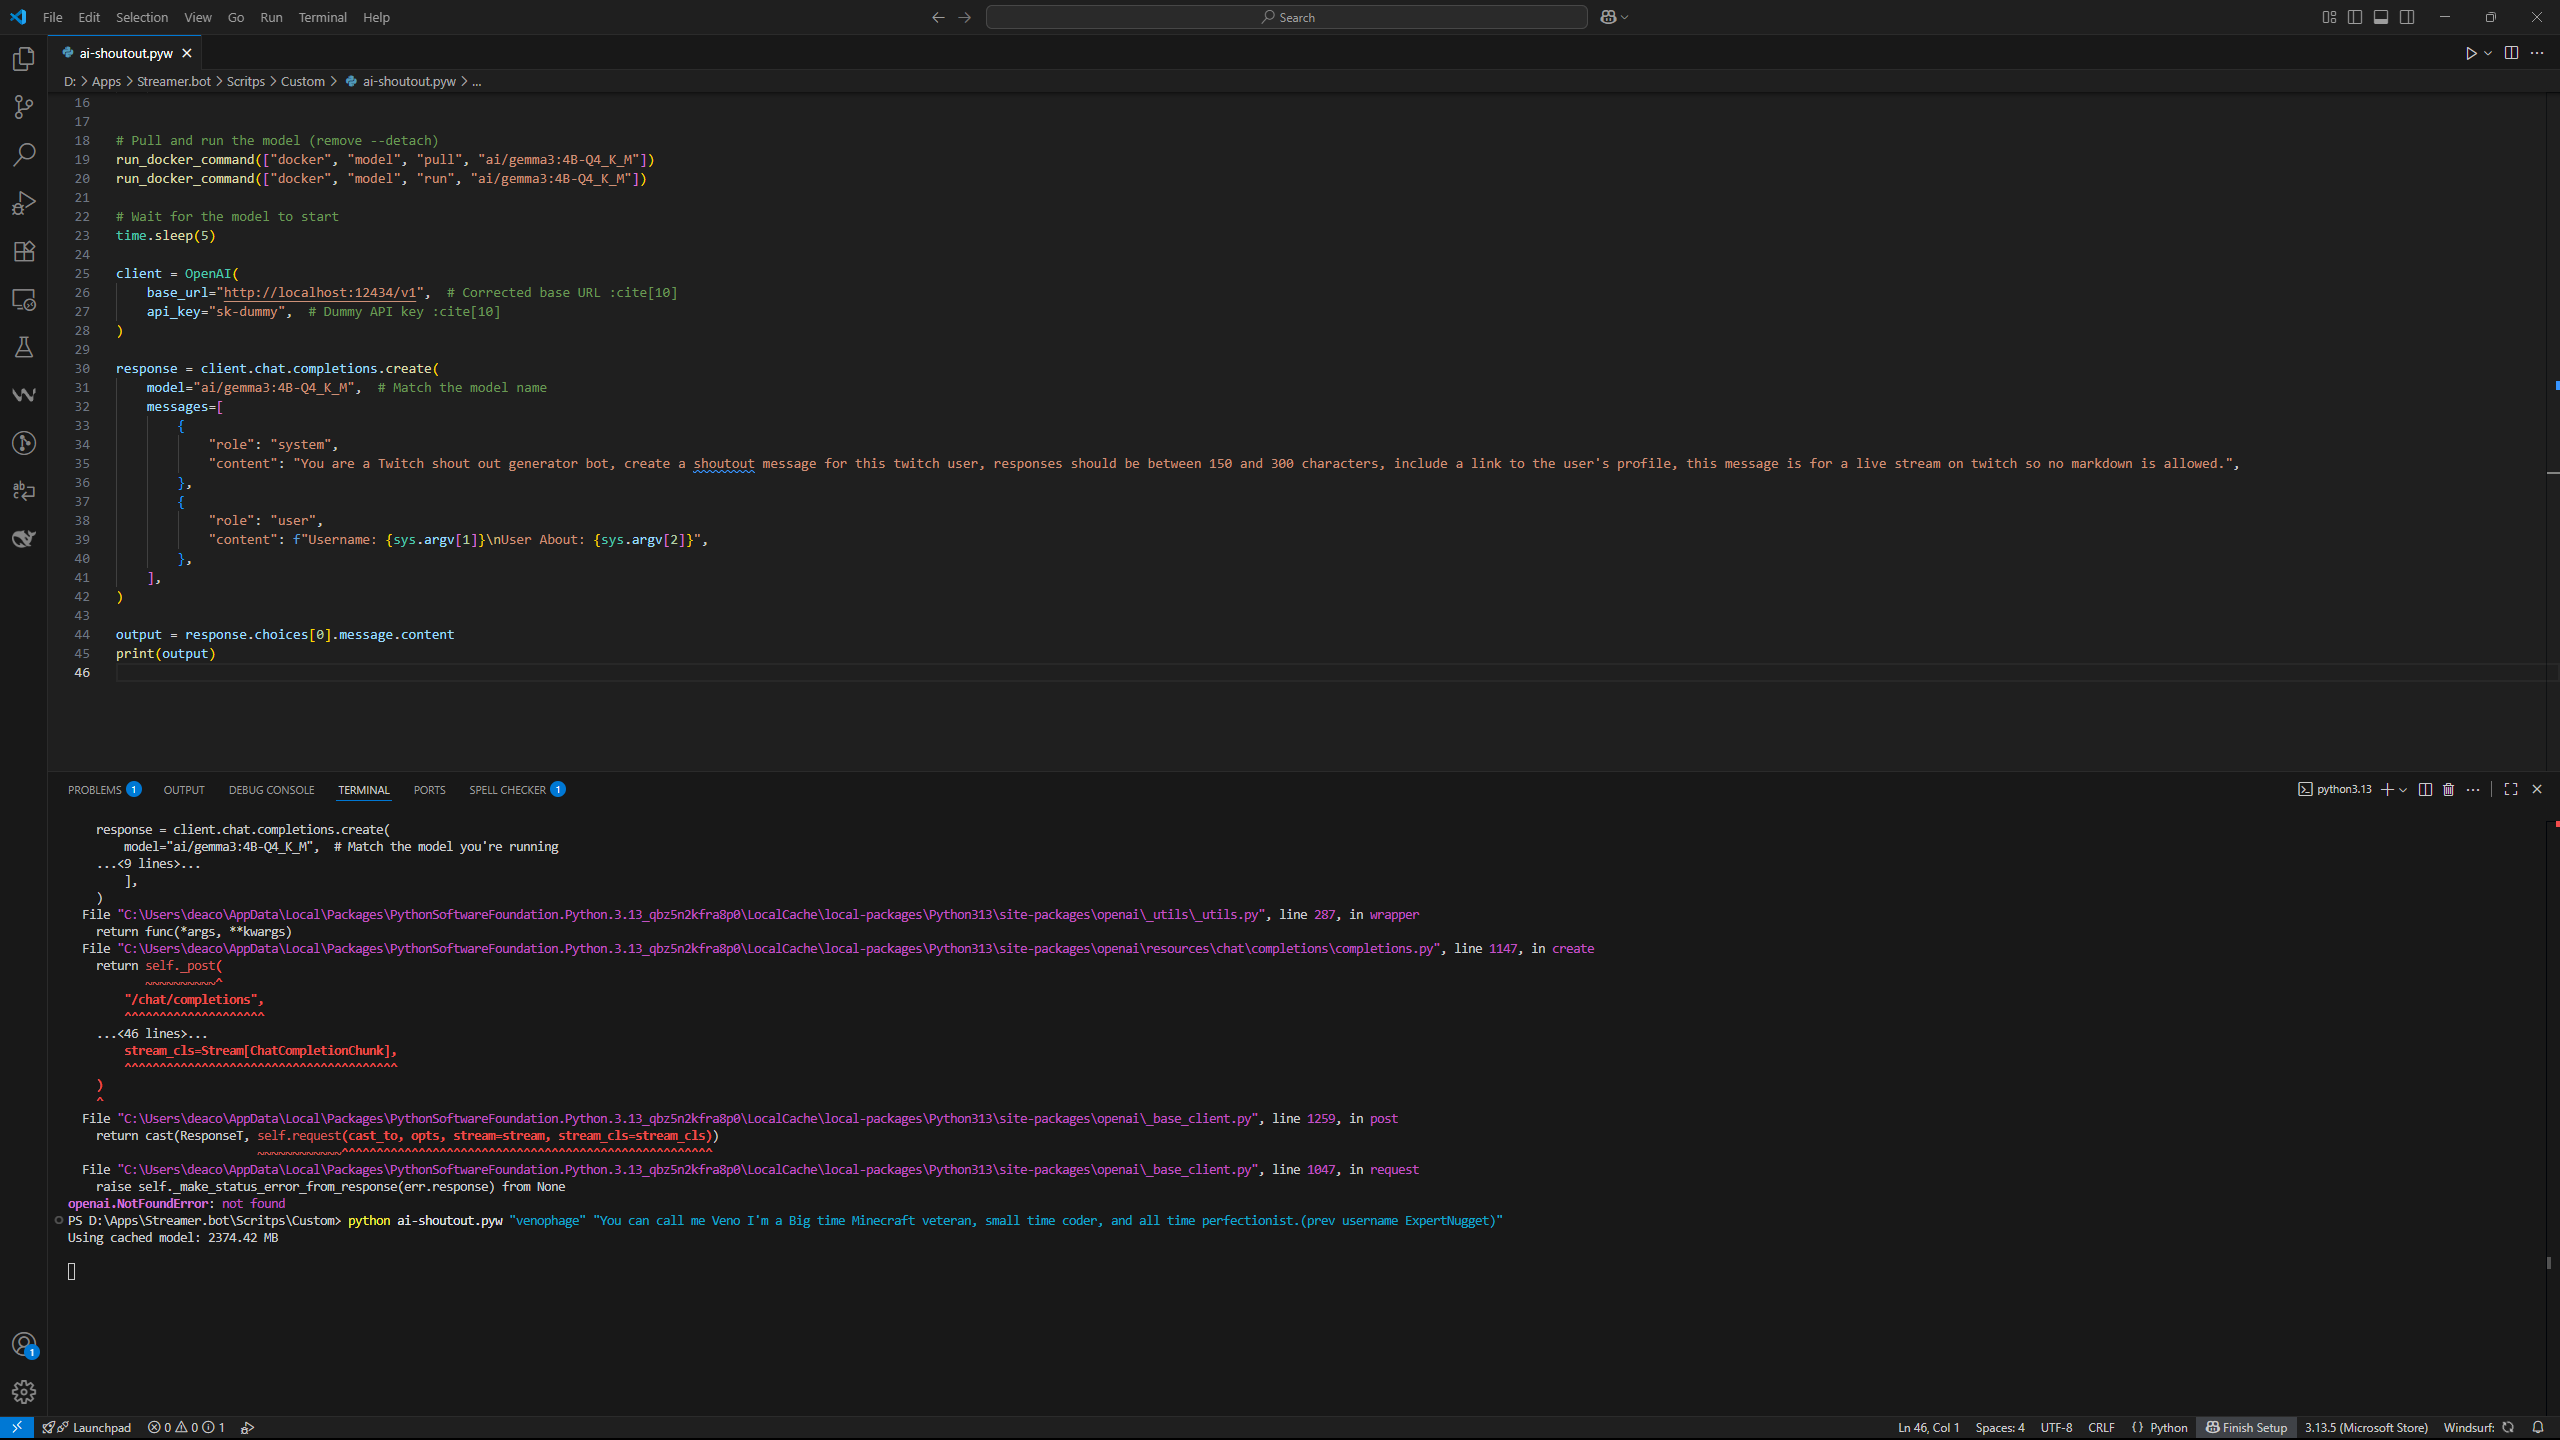 File Edit Selection View Go Run Terminal Help
Search
ai-shoutout.pyw
D: > Apps > Streamer.bot > Scritps > Custom > ai-shoutout.pyw > ...
16
17
18 # Pull and run the model (remove --detach)
19 run_docker_command(["docker", "model", "pull", "ai/gemma3:4B-Q4_K_M"])
20 run_docker_command(["docker", "model", "run", "ai/gemma3:4B-Q4_K_M"])
21
22 # Wait for the model to start
23 time.sleep(5)
24
25 client = OpenAI(
26 base_url="http://localhost:12434/v1", # Corrected base URL :cite[10]
27 api_key="sk-dummy", # Dummy API key :cite[10]
28 )
29
30 response = client.chat.completions.create(
31 model="ai/gemma3:4B-Q4_K_M", # Match the model name
32 messages=[
33 {
34 "role": "system",
35 "content": "You are a Twitch shout out generator bot, create a shoutout message for this twitch user, responses should be between 150 and 300 characters, include a link to the user's profile, this message is for a live stream on twitch so no markdown is allowed.",
36 },
37 {
38 "role": "user",
39 "content": f"Username: {sys.argv[1]}\nUser About: {sys.argv[2]}",
40 },
41 ],
42 )
43
44 output = response.choices[0].message.content
45 print(output)
46
PROBLEMS 1 OUTPUT DEBUG CONSOLE TERMINAL PORTS SPELL CHECKER 1
python3.13
response = client.chat.completions.create(
model="ai/gemma3:4B-Q4_K_M", # Match the model you're running
...<9 lines>...
],
)
File "C:\Users\deaco\AppData\Local\Packages\PythonSoftwareFoundation.Python.3.13_qbz5n2kfra8p0\LocalCache\local-packages\Python313\site-packages\openai\_utils\_utils.py", line 287, in wrapper
return func(*args, **kwargs)
File "C:\Users\deaco\AppData\Local\Packages\PythonSoftwareFoundation.Python.3.13_qbz5n2kfra8p0\LocalCache\local-packages\Python313\site-packages\openai\resources\chat\completions\completions.py", line 1147, in create
return self._post(
~~~~~~~~~~^
"/chat/completions",
^^^^^^^^^^^^^^^^^^^^
...<46 lines>...
stream_cls=Stream[ChatCompletionChunk],
^^^^^^^^^^^^^^^^^^^^^^^^^^^^^^^^^^^^^^^
)
^
File "C:\Users\deaco\AppData\Local\Packages\PythonSoftwareFoundation.Python.3.13_qbz5n2kfra8p0\LocalCache\local-packages\Python313\site-packages\openai\_base_client.py", line 1259, in post
return cast(ResponseT, self.request(cast_to, opts, stream=stream, stream_cls=stream_cls))
~~~~~~~~~~~~^^^^^^^^^^^^^^^^^^^^^^^^^^^^^^^^^^^^^^^^^^^^^^^^^^^^^
File "C:\Users\deaco\AppData\Local\Packages\PythonSoftwareFoundation.Python.3.13_qbz5n2kfra8p0\LocalCache\local-packages\Python313\site-packages\openai\_base_client.py", line 1047, in request
raise self._make_status_error_from_response(err.response) from None
openai.NotFoundError: not found
PS D:\Apps\Streamer.bot\Scritps\Custom> python ai-shoutout.pyw "venophage" "You can call me Veno I'm a Big time Minecraft veteran, small time coder, and all time perfectionist.(prev username ExpertNugget)"
Using cached model: 2374.42 MB
1
Launchpad 0 0 1
Ln 46, Col 1 Spaces: 4 UTF-8 CRLF {} Python Finish Setup 3.13.5 (Microsoft Store) Windsurf: